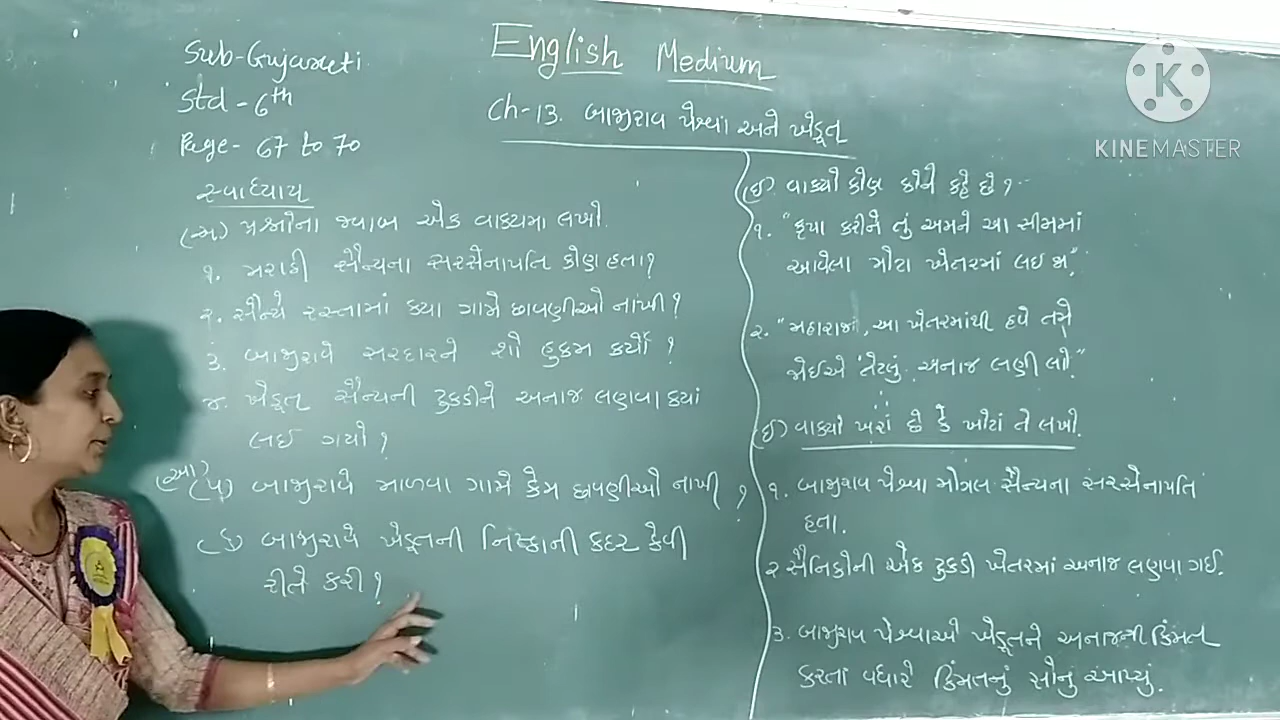 Sub-Gujarati
Std - 6th
Page - 67 to 70
English Medium
Ch-13. બાજીરાવ પેશ્વા અને ખેડૂત
સ્વાધ્યાય
(અ) પ્રશ્નોના જવાબ એક વાક્યમા લખો.
૧. મરાઠી સૈન્યના સરસેનાપતિ કોણ હતા?
૨. સૈન્યે રસ્તામાં ક્યા ગામે છાવણીઓ નાખી?
૩. બાજીરાવે સરદારને શૌ હુકમ કર્યો?
૪. ખેડૂત સૈન્યની ટુકડીને અનાજ લણવા ક્યાં
લઈ ગયો?
(આ) (૫) બાજીરાવે માળવા ગામે કેમ છાવણીઓ નાખી?
(૬) બાજીરાવે ખેડૂતની નિષ્ઠાની કદર કેવી
રીતે કરી?
(ઈ) વાક્યો કોણ કોને કહે છે?
૧. "કૃપા કરીને તું અમને આ સીમમાં
આવેલા મોટા ખેતરમાં લઇ જા."
૨. "મહારાજા, આ ખેતરમાંથી હવે તમે
જોઈએ તેટલું અનાજ લણી લો."
(ઈ) વાક્યો ખરાં છે કે ખોટાં તે લખો.
૧. બાજીરાવ પેશ્વા મોગલ સૈન્યના સરસેનાપતિ
હતા.
૨ સૈનિકોની એક ટુકડી ખેતરમાં અનાજ લણવા ગઈ.
૩. બાજીરાવ પેશ્વાએ ખેડૂતને અનાજની કિંમત
કરતાં વધારે કિંમતનું સોનુ આપ્યું.
K
KINEMASTER